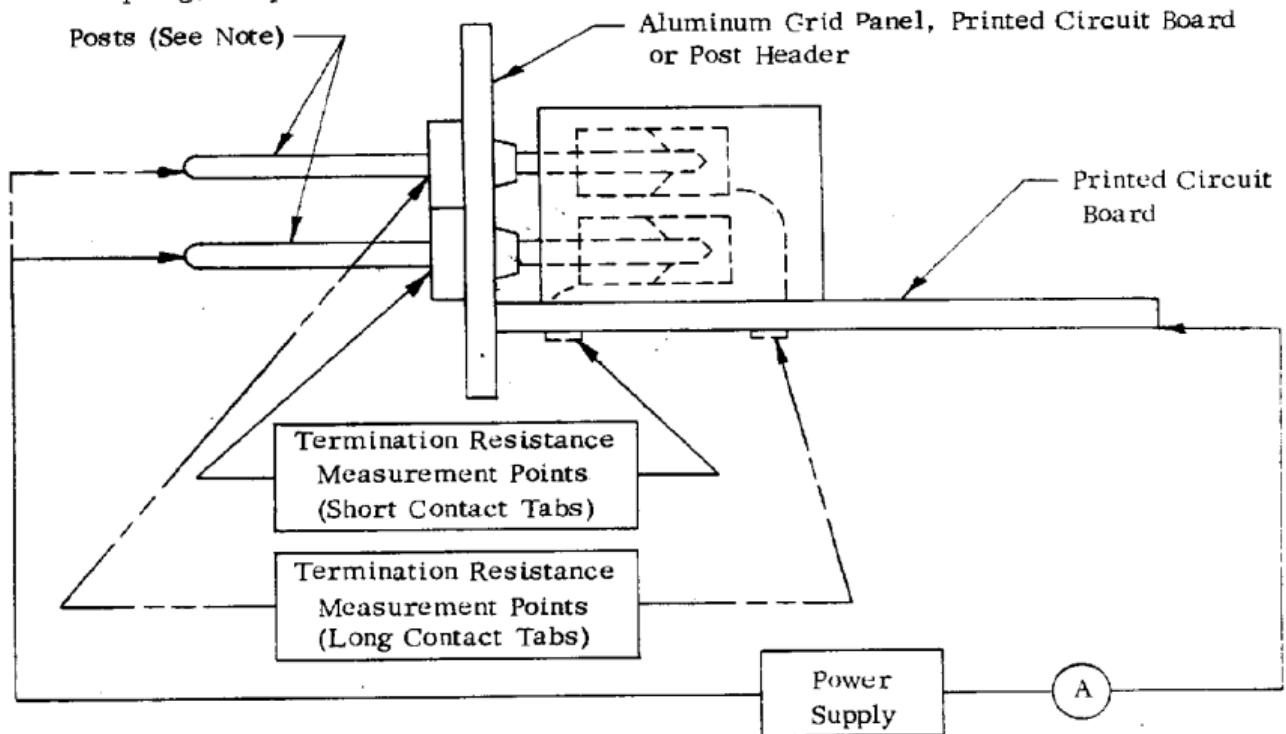 Posts (See Note)
Aluminum Grid Panel, Printed Circuit Board
or Post Header
Printed Circuit
Board
Termination Resistance
Measurement Points
(Short Contact Tabs)
Termination Resistance
Measurement Points
(Long Contact Tabs)
Power
Supply
A